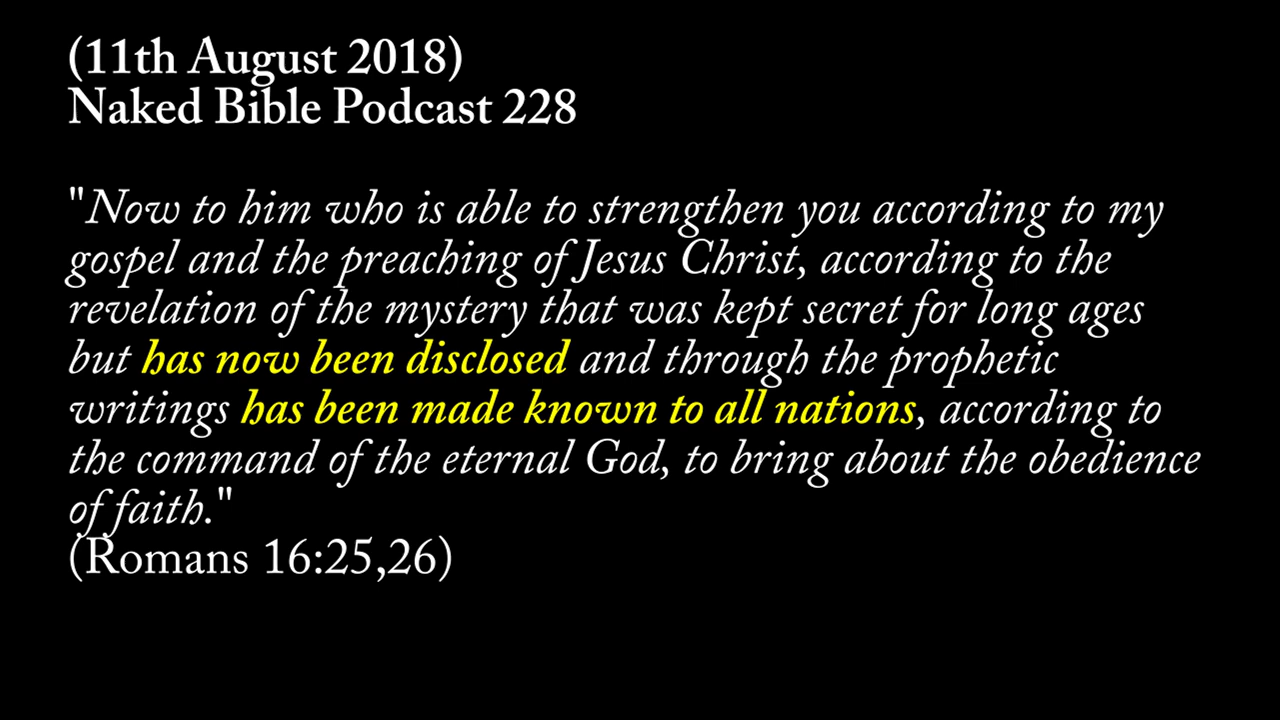 (11th August 2018)
Naked Bible Podcast 228
"Now to him who is able to strengthen you according to my
gospel and the preaching of Jesus Christ, according to the
revelation of the mystery that was kept secret for long ages
but has now been disclosed and through the prophetic
writings has been made known to all nations, according to
the command of the eternal God, to bring about the obedience
of faith."
(Romans 16:25,26)